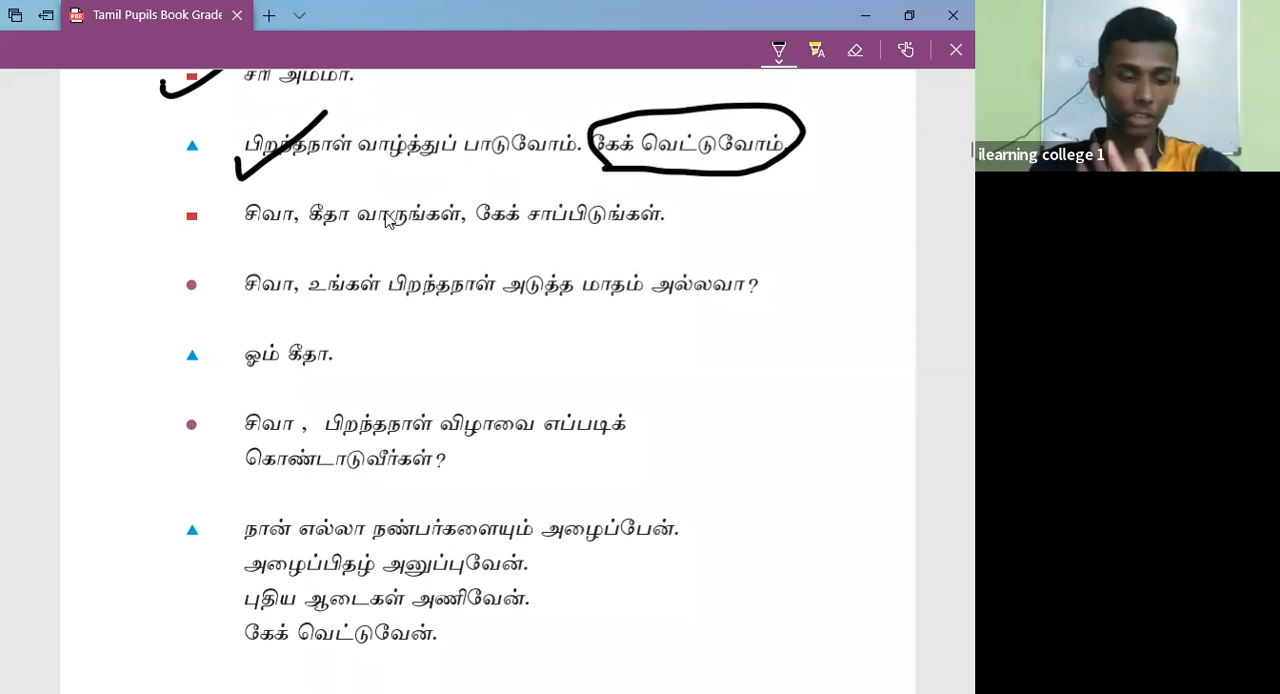 Tamil Pupils Book Grade
சரி அம்மா.
பிறந்தநாள் வாழ்த்துப் பாடுவோம். கேக் வெட்டுவோம்.
ilearning college 1
சிவா, கீதா வாருங்கள், கேக் சாப்பிடுங்கள்.
சிவா, உங்கள் பிறந்தநாள் அடுத்த மாதம் அல்லவா?
ஓம் கீதா.
சிவா , பிறந்தநாள் விழாவை எப்படிக்
கொண்டாடுவீர்கள்?
நான் எல்லா நண்பர்களையும் அழைப்பேன்.
அழைப்பிதழ் அனுப்புவேன்.
புதிய ஆடைகள் அணிவேன்.
கேக் வெட்டுவேன்.